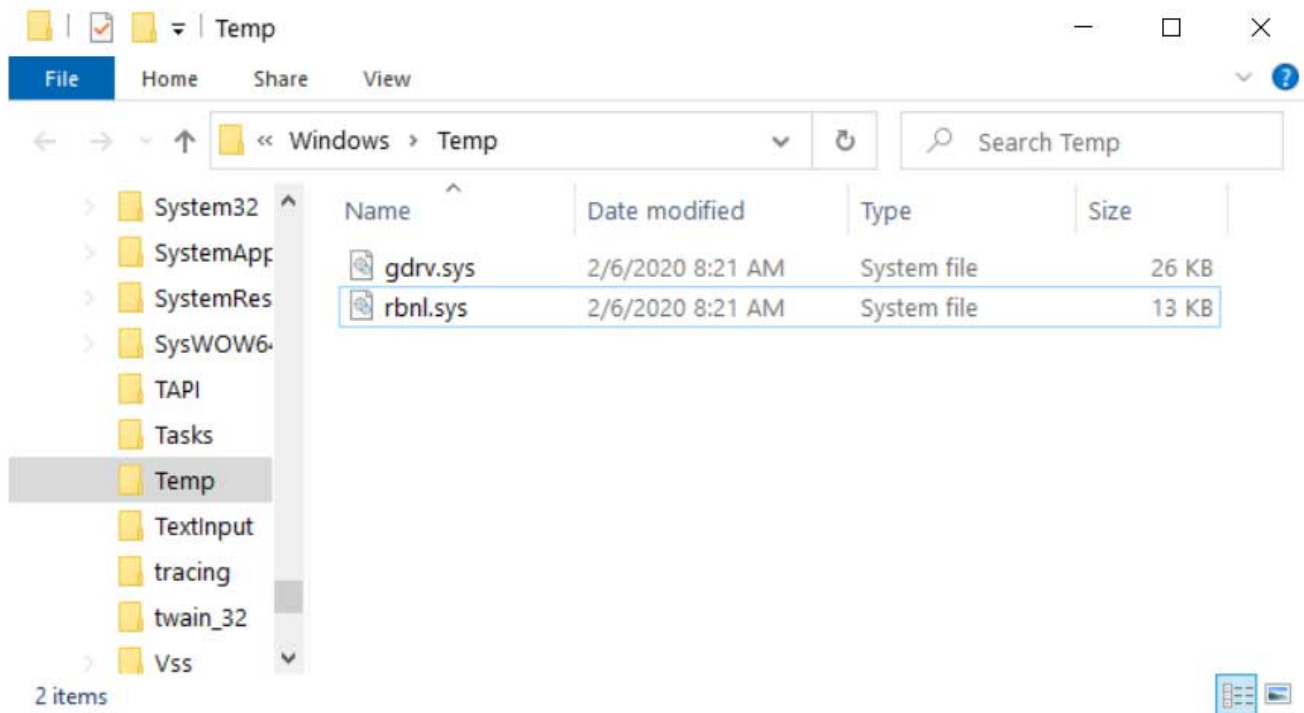 Temp
File Home Share View
« Windows › Temp Search Temp
System32
SystemApp
SystemRes
SysWOW64
TAPI
Tasks
Temp
TextInput
tracing
twain_32
Vss
Name Date modified Type Size
gdrv.sys 2/6/2020 8:21 AM System file 26 KB
rbnl.sys 2/6/2020 8:21 AM System file 13 KB
2 items